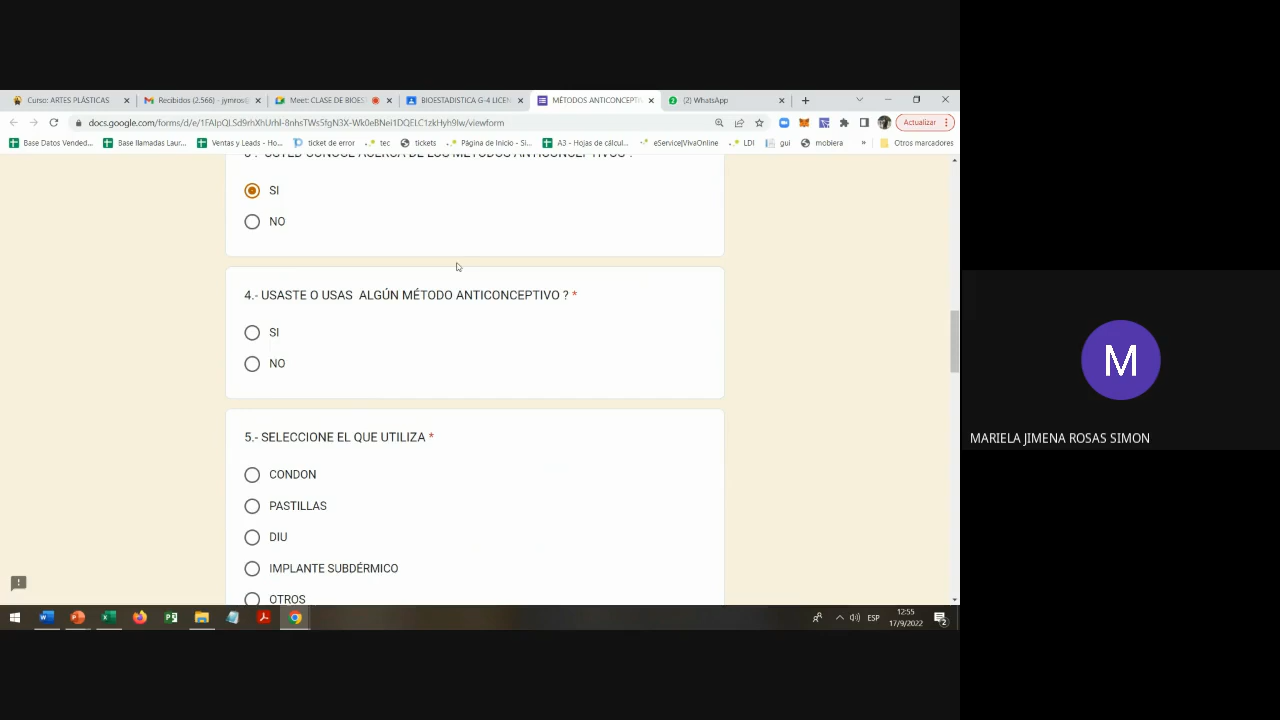 Curso: ARTES PLÁSTICAS
Recibidos (2.566) - jymros@
Meet: CLASE DE BIOES
BIOESTADISTICA G-4 LICEN
MÉTODOS ANTICONCEPTI
(2) WhatsApp
docs.google.com/forms/d/e/
/viewform
Actualizar
Base Datos Vended...
Base llamadas Laur...
Ventas y Leads - Ho...
ticket de error
tec
tickets
Página de Inicio - Si...
A3 - Hojas de cálcu...
eService|VivaOnline
LDI
gui
mobiera
»
Otros marcadores
SI
NO
4.- USASTE O USAS ALGÚN MÉTODO ANTICONCEPTIVO ? *
SI
NO
5.- SELECCIONE EL QUE UTILIZA *
CONDON
PASTILLAS
DIU
IMPLANTE SUBDÉRMICO
OTROS
M
MARIELA JIMENA ROSAS SIMON
ESP
12:55
17/9/2022
2